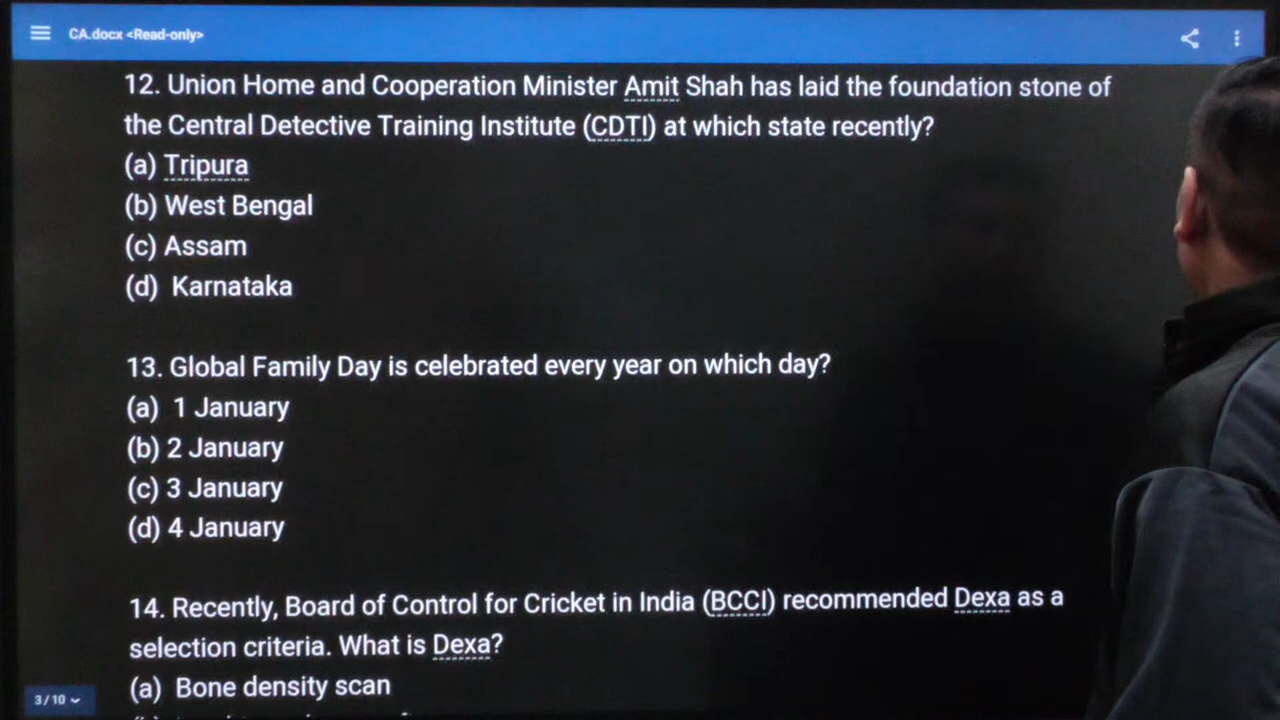 CA.docx <Read-only>
12. Union Home and Cooperation Minister Amit Shah has laid the foundation stone of
the Central Detective Training Institute (CDTI) at which state recently?
(a) Tripura
(b) West Bengal
(c) Assam
(d) Karnataka
13. Global Family Day is celebrated every year on which day?
(a) 1 January
(b) 2 January
(c) 3 January
(d) 4 January
14. Recently, Board of Control for Cricket in India (BCCI) recommended Dexa as a
selection criteria. What is Dexa?
(a) Bone density scan
3/10